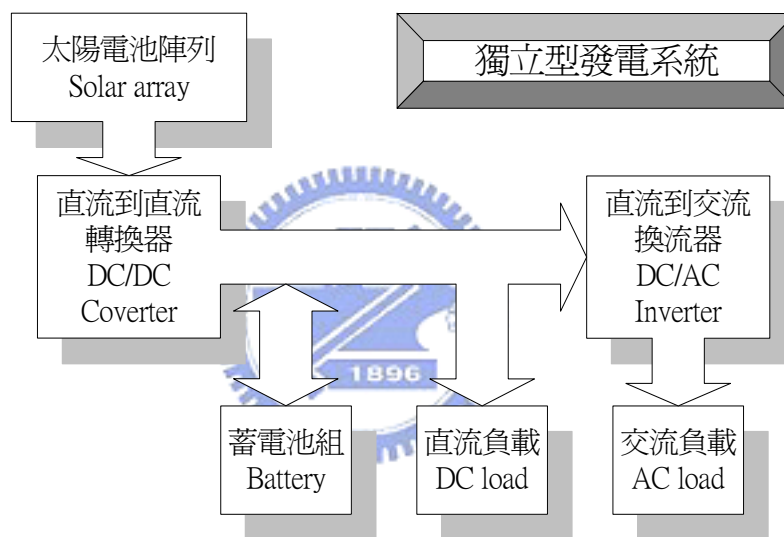 太陽電池陣列
Solar array
獨立型發電系統
直流到直流
轉換器
DC/DC
Coverter
直流到交流
換流器
DC/AC
Inverter
1896
蓄電池組
Battery
直流負載
DC load
交流負載
AC load